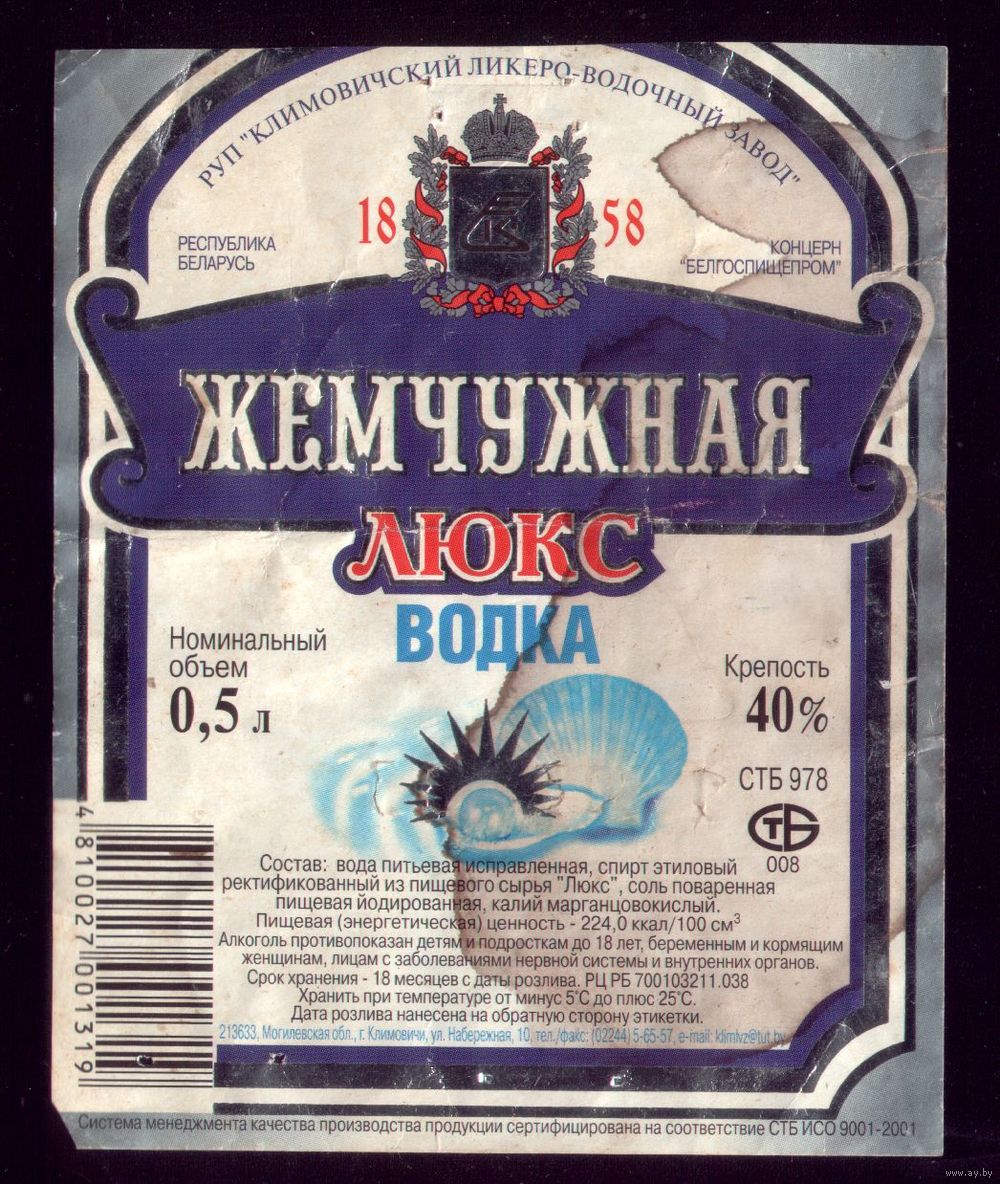 РУП "КЛИМОВИЧСКИЙ ЛИКЕРО-ВОДОЧНЫЙ ЗАВОД"
18 58
РЕСПУБЛИКА
БЕЛАРУСЬ
КОНЦЕРН
"БЕЛГОСПИЩЕПРОМ"
ЖЕМЧУЖНАЯ
ЛЮКС
ВОДКА
Номинальный
объем
0,5 л
Крепость
40%
СТБ 978
СТБ
008
Состав: вода питьевая исправленная, спирт этиловый
ректификованный из пищевого сырья "Люкс", соль поваренная
пищевая йодированная, калий марганцовокислый.
Пищевая (энергетическая) ценность - 224,0 ккал/100 см³
Алкоголь противопоказан детям и подросткам до 18 лет, беременным и кормящим
женщинам, лицам с заболеваниями нервной системы и внутренних органов.
Срок хранения - 18 месяцев с даты розлива. РЦ РБ 700103211.038
Хранить при температуре от минус 5°С до плюс 25°С.
Дата розлива нанесена на обратную сторону этикетки.
213633, Могилевская обл., г. Климовичи, ул. Набережная, 10, тел./факс: (02244) 5-65-57, e-mail: klimlvz@tut.by
4 810027 001319
Система менеджмента качества производства продукции сертифицирована на соответствие СТБ ИСО 9001-2001
www.ay.by